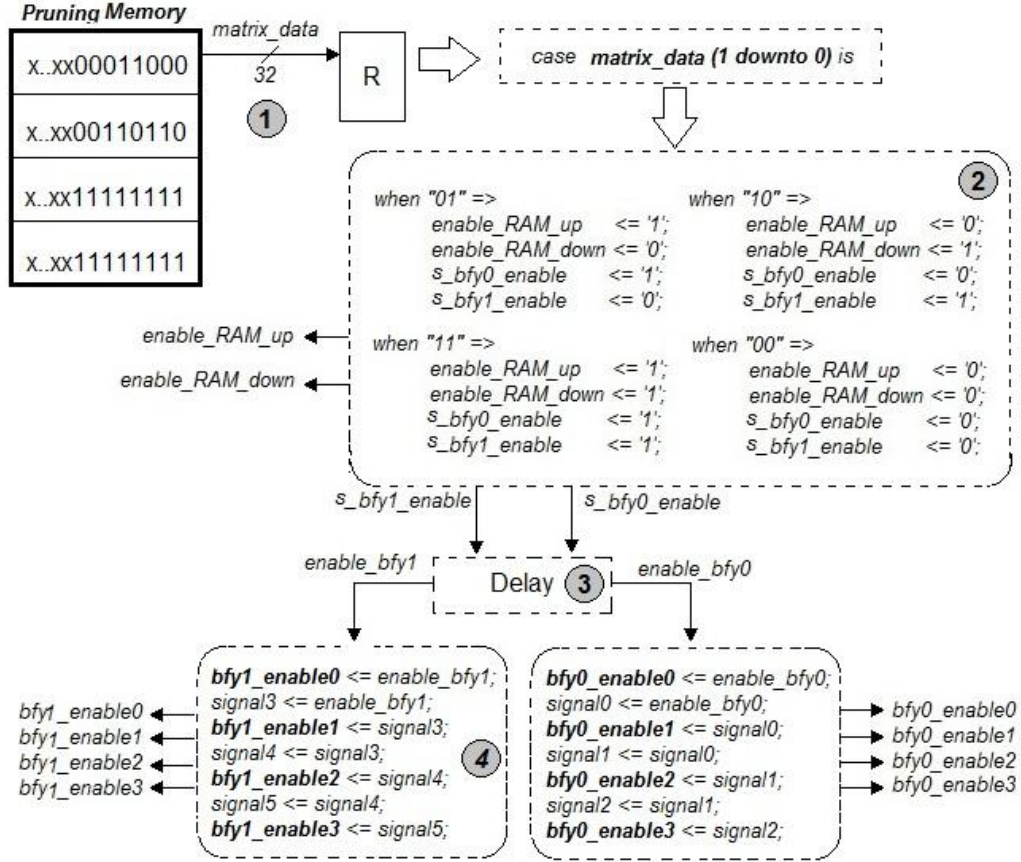 Pruning Memory
x..xx00011000
x..xx00110110
x..xx11111111
x..xx11111111
matrix_data
32
1
R
case matrix_data (1 downto 0) is
2
when "01" =>
enable_RAM_up <= '1';
enable_RAM_down <= '0';
s_bfy0_enable <= '1';
s_bfy1_enable <= '0';
when "10" =>
enable_RAM_up <= '0';
enable_RAM_down <= '1';
s_bfy0_enable <= '0';
s_bfy1_enable <= '1';
when "11" =>
enable_RAM_up <= '1';
enable_RAM_down <= '1';
s_bfy0_enable <= '1';
s_bfy1_enable <= '1';
when "00" =>
enable_RAM_up <= '0';
enable_RAM_down <= '0';
s_bfy0_enable <= '0';
s_bfy1_enable <= '0';
enable_RAM_up
enable_RAM_down
s_bfy1_enable
s_bfy0_enable
enable_bfy1
Delay
3
enable_bfy0
bfy1_enable0 <= enable_bfy1;
signal3 <= enable_bfy1;
bfy1_enable1 <= signal3;
signal4 <= signal3;
bfy1_enable2 <= signal4;
signal5 <= signal4;
bfy1_enable3 <= signal5;
4
bfy1_enable0
bfy1_enable1
bfy1_enable2
bfy1_enable3
bfy0_enable0 <= enable_bfy0;
signal0 <= enable_bfy0;
bfy0_enable1 <= signal0;
signal1 <= signal0;
bfy0_enable2 <= signal1;
signal2 <= signal1;
bfy0_enable3 <= signal2;
bfy0_enable0
bfy0_enable1
bfy0_enable2
bfy0_enable3